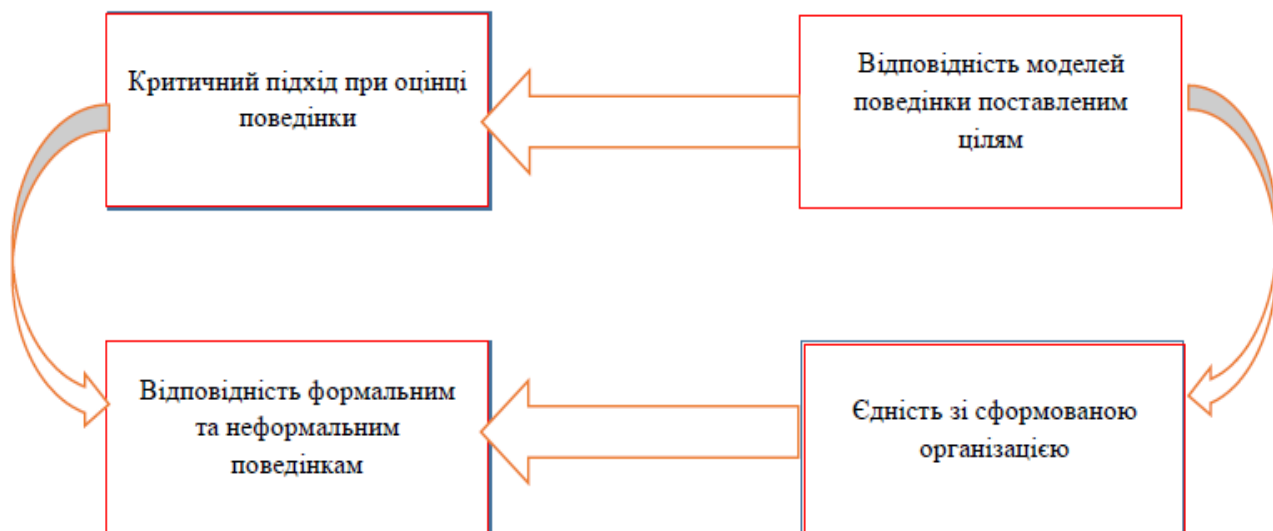 Критичний підхід при оцінці
поведінки
Відповідність моделей
поведінки поставленим
цілям
Відповідність формальним
та неформальним
поведінкам
Єдність зі сформованою
організацією